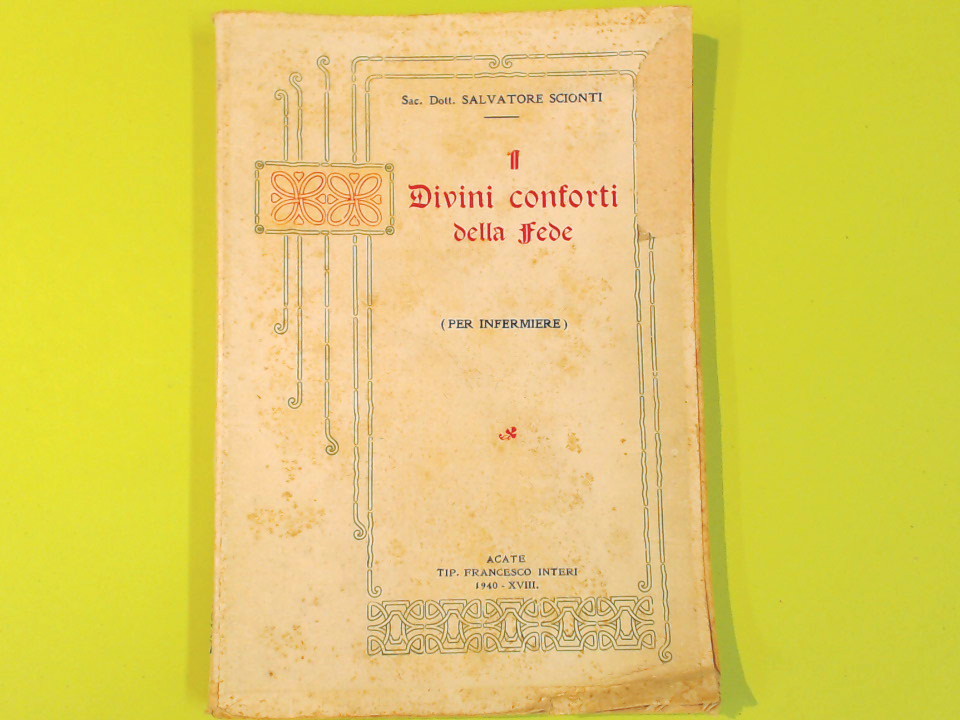 Sac. Dott. SALVATORE SCIONTI
I
Divini conforti
della Fede
(PER INFERMIERE)
ACATE
TIP. FRANCESCO INTERI
1940 - XVIII.